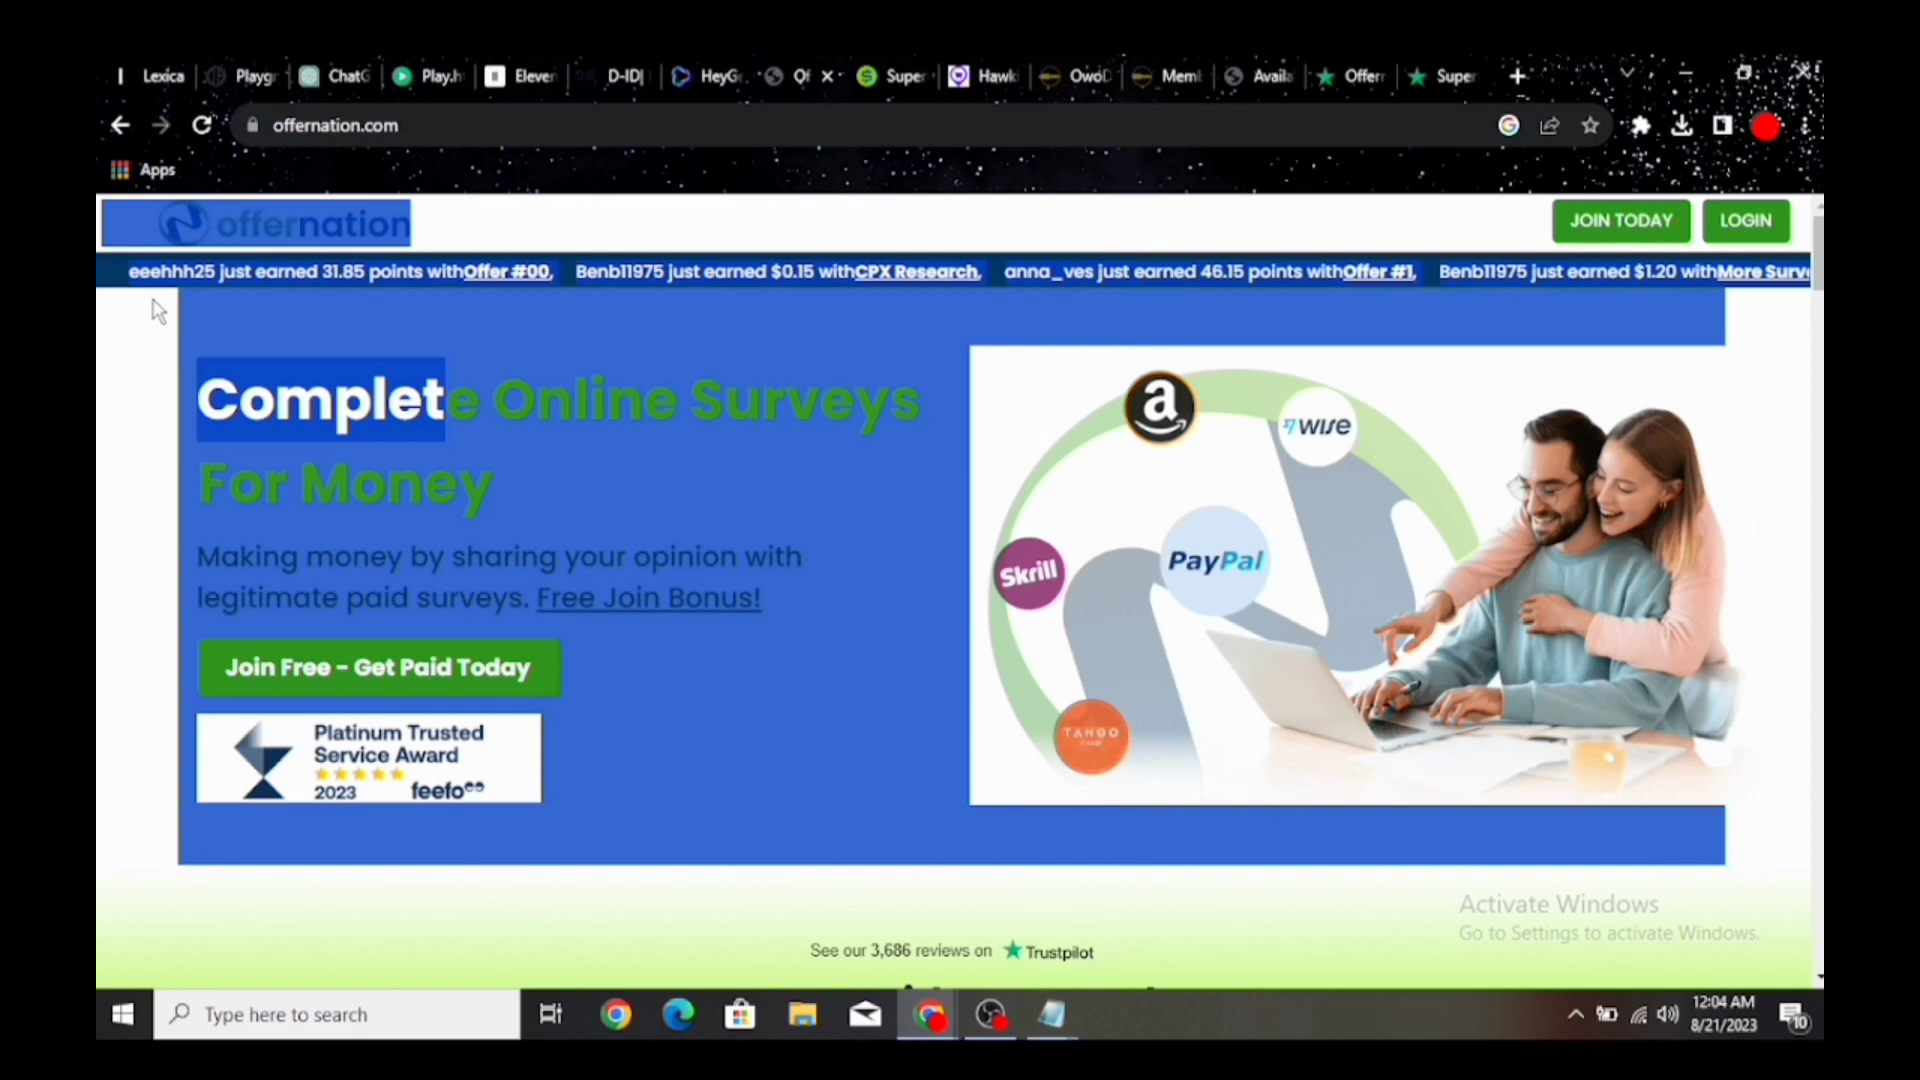 Lexica Playgr ChatG Play.h Eleven D-ID| HeyGe Of Super Hawk OwoD Meml Availa Offerr Super
offernation.com
Apps
offernation JOIN TODAY LOGIN
eeehhh25 just earned 31.85 points withOffer #00, Benb11975 just earned $0.15 withCPX Research, anna_ves just earned 46.15 points withOffer #1, Benb11975 just earned $1.20 withMore Surv
Complete Online Surveys
For Money
Making money by sharing your opinion with
legitimate paid surveys. Free Join Bonus!
Join Free - Get Paid Today
Platinum Trusted
Service Award
2023 feefo
a
WISE
PayPal
Skrill
TANGO
Activate Windows
Go to Settings to activate Windows.
See our 3,686 reviews on Trustpilot
Type here to search
12:04 AM
8/21/2023
10